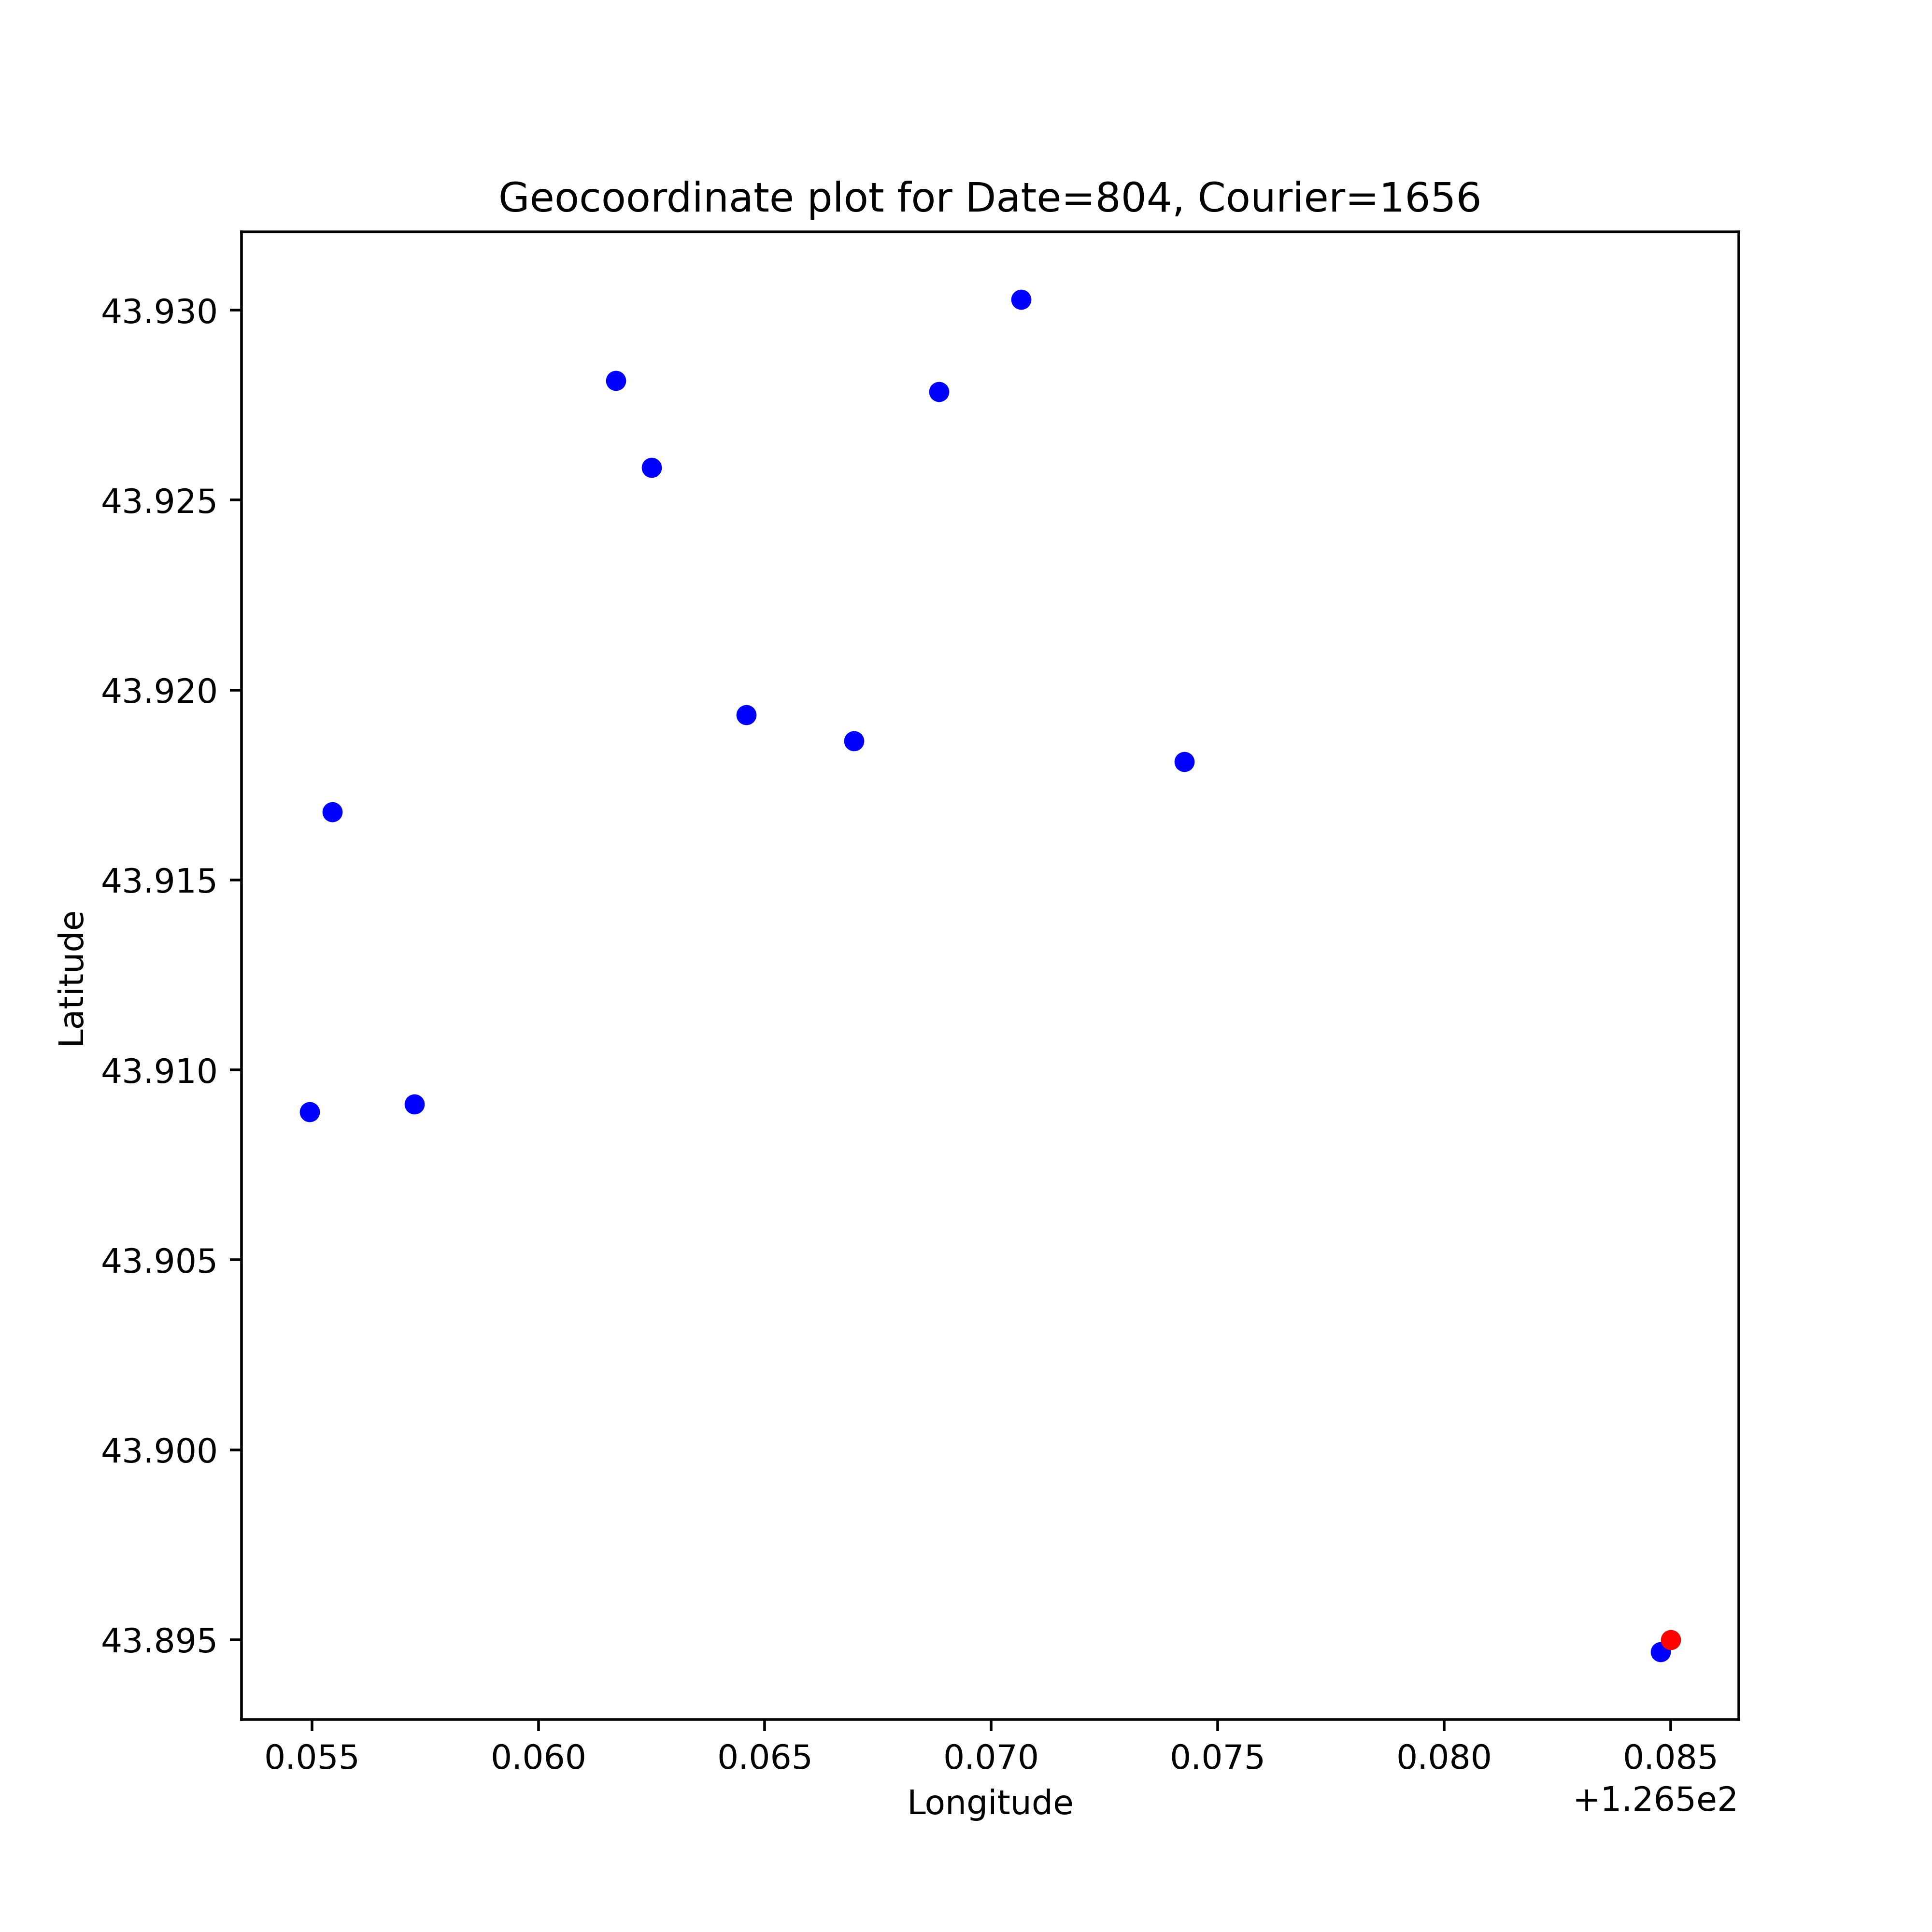 Geocoordinate plot for Date=804, Courier=1656
43.930
43.925
43.920
43.915
43.910
43.905
43.900
43.895
Latitude
0.055 0.060 0.065 0.070 0.075 0.080 0.085
+1.265e2
Longitude